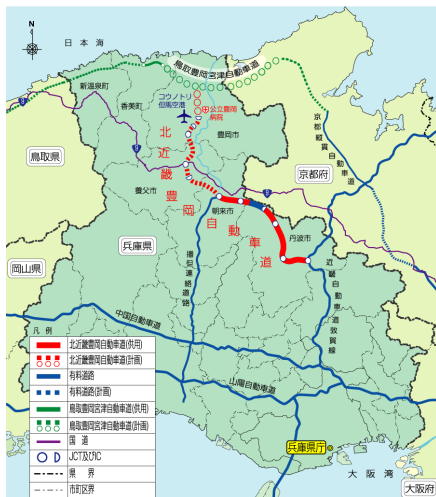 N
日本海
鳥取豊岡宮津自動車道
新温泉町
香美町
コウノトリ
但馬空港
公立豊岡
病院
豊岡市
京都縦貫自動車道
9
9
9
鳥取県
京都府
養父市
朝来市
北近畿豊岡自動車道
丹波市
兵庫県
岡山県
播但連絡道路
近畿自動車道敦賀線
中国自動車道
山陽自動車道
凡例
北近畿豊岡自動車道(供用)
北近畿豊岡自動車道(計画)
有料道路
有料道路(計画)
鳥取豊岡宮津自動車道(供用)
鳥取豊岡宮津自動車道(計画)
国道
JCT及びIC
県界
市町区界
兵庫県庁
大阪湾
大阪府